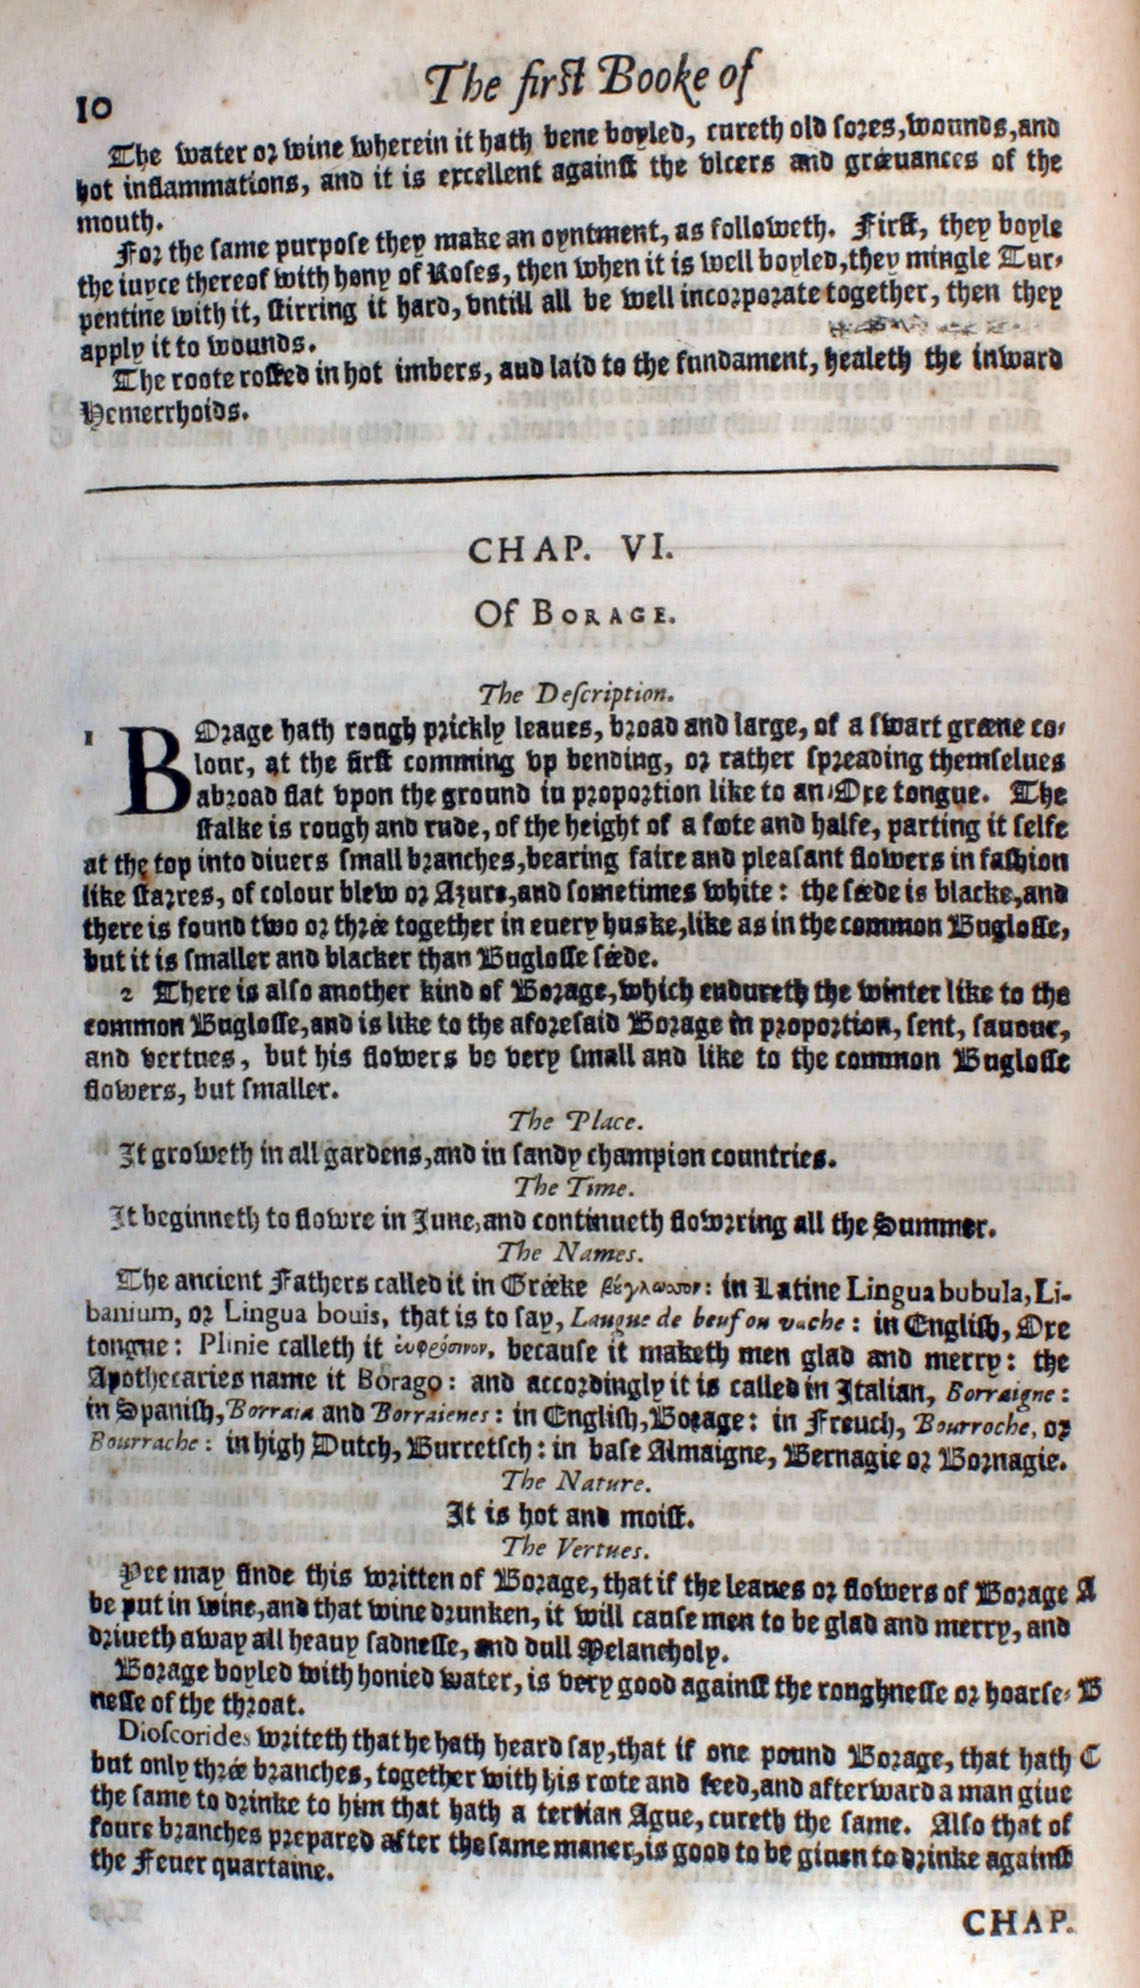 10
The first Booke of
The water or wine wherein it hath bene boyled, cureth old sores, wounds, and
hot inflammations, and it is excellent against the vlcers and græuances of the
mouth.
For the same purpose they make an oyntment, as followeth. First, they boyle
the iuyce thereof with hony of Roses, then when it is well boyled, they mingle Tur-
pentine with it, stirring it hard, vntill all be well incorporate together, then they
apply it to wounds.
The roote rosted in hot imbers, aud laid to the fundament, healeth the inward
Hemerrhoids.
CHAP. VI.
Of BORAGE.
The Description.
1 BOrage hath rough prickly leaues, broad and large, of a swart græne co-
lour, at the first comming vp bending, or rather spreading themselues
abroad flat vpon the ground in proportion like to an Oxe tongue. The
stalke is rough and rude, of the height of a fœte and halfe, parting it selfe
at the top into diuers small branches, bearing faire and pleasant flowers in fashion
like starres, of colour blew or Azure, and sometimes white: the sæde is blacke, and
there is found two or thræ together in euery huske, like as in the common Buglosse,
but it is smaller and blacker than Buglosse sæde.
2 There is also another kind of Borage, which endureth the winter like to the
common Buglosse, and is like to the aforesaid Borage in proportion, sent, sauour,
and vertues, but his flowers be very small and like to the common Buglosse
flowers, but smaller.
The Place.
It groweth in all gardens, and in sandy champion countries.
The Time.
It beginneth to flowre in June, and continueth flowring all the Summer.
The Names.
The ancient Fathers called it in Græke βύγλωσσον: in Latine Lingua bubula, Li-
banium, or Lingua bouis, that is to say, Langue de beuf ou vache: in English, Oxe
tongue: Plinie calleth it because it maketh men glad and merry: the
Apothecaries name it Borago: and accordingly it is called in Italian, Borraigne:
in Spanish, Borraia and Borraienes: in English, Borage: in French, Bourroche, or
Bourrache: in high Dutch, Burretsch: in base Almaigne, Bernagie or Bornagie.
The Nature.
It is hot and moist.
The Vertues.
Yee may finde this written of Borage, that if the leaues or flowers of Borage A
be put in wine, and that wine drunken, it will cause men to be glad and merry, and
driueth away all heauy sadnesse, and dull Melancholy.
Borage boyled with honied water, is very good against the roughnesse or hoarse- B
nesse of the throat.
Dioscorides writeth that he hath heard say, that if one pound Borage, that hath C
but only thræ branches, together with his rœte and seed, and afterward a man giue
the same to drinke to him that hath a tertian Ague, cureth the same. Also that of
foure branches prepared after the same maner, is good to be giuen to drinke against
the Feuer quartaine.
CHAP.